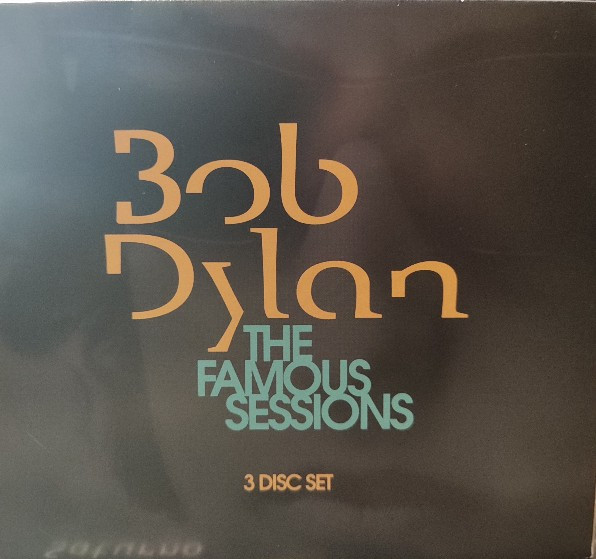 Bob
Dylan
THE
FAMOUS
SESSIONS
3 DISC SET